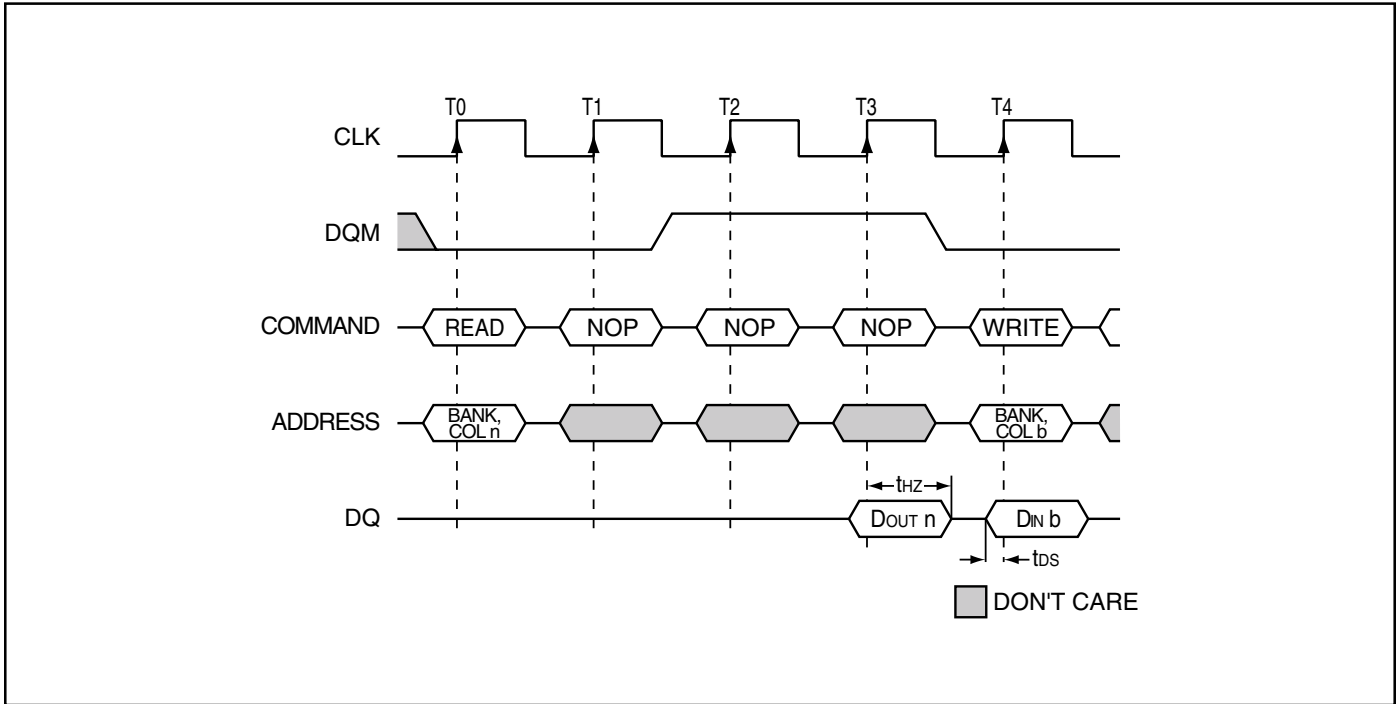 T0 T1 T2 T3 T4
CLK
DQM
COMMAND READ NOP NOP NOP WRITE
ADDRESS BANK, COL n BANK, COL b
tHZ
DQ DOUT n DIN b
tDS
DON'T CARE